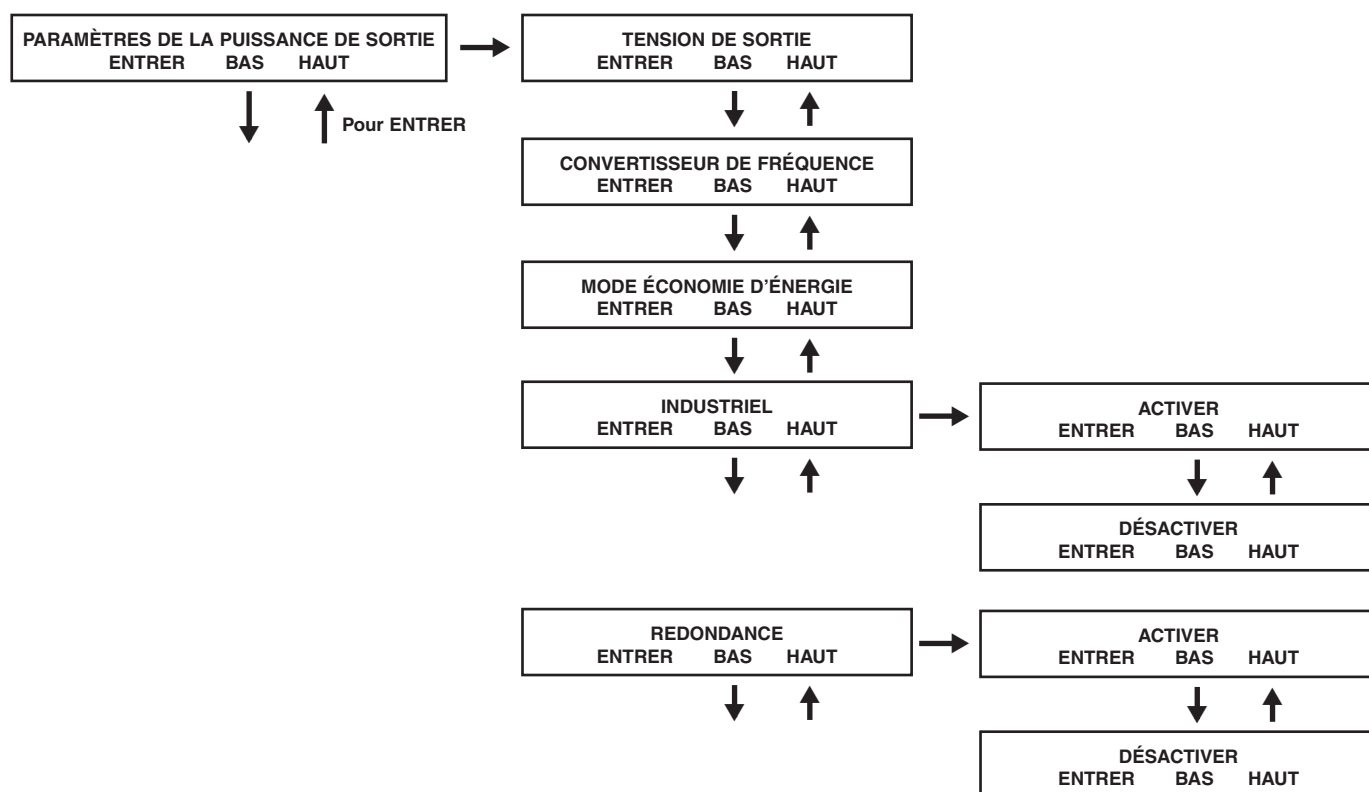 PARAMÈTRES DE LA PUISSANCE DE SORTIE
ENTRER BAS HAUT
Pour ENTRER
TENSION DE SORTIE
ENTRER BAS HAUT
CONVERTISSEUR DE FRÉQUENCE
ENTRER BAS HAUT
MODE ÉCONOMIE D'ÉNERGIE
ENTRER BAS HAUT
INDUSTRIEL
ENTRER BAS HAUT
ACTIVER
ENTRER BAS HAUT
DÉSACTIVER
ENTRER BAS HAUT
REDONDANCE
ENTRER BAS HAUT
ACTIVER
ENTRER BAS HAUT
DÉSACTIVER
ENTRER BAS HAUT